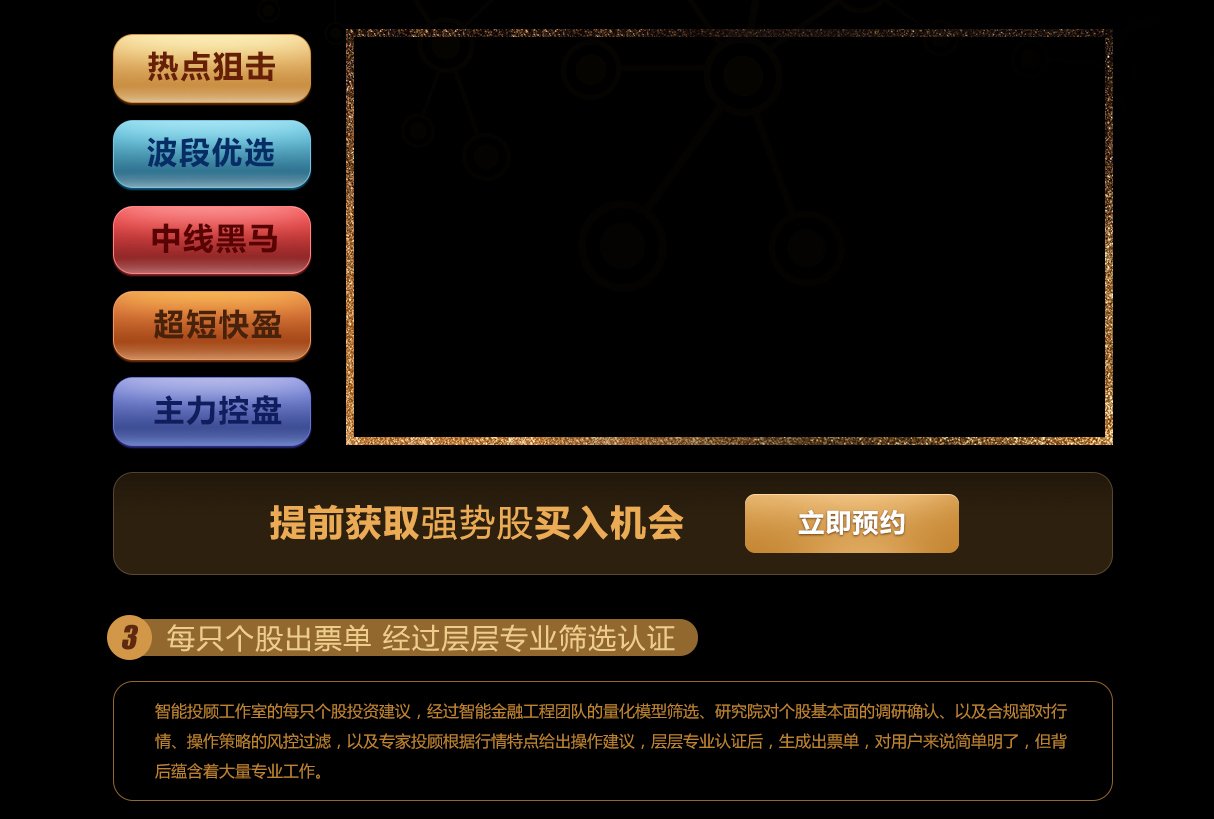 热点狙击
波段优选
中线黑马
超短快盈
主力控盘
提前获取强势股买入机会
立即预约
3 每只个股出票单 经过层层专业筛选认证
智能投顾工作室的每只个股投资建议，经过智能金融工程团队的量化模型筛选、研究院对个股基本面的调研确认、以及合规部对行
情、操作策略的风控过滤，以及专家投顾根据行情特点给出操作建议，层层专业认证后，生成出票单，对用户来说简单明了，但背
后蕴含着大量专业工作。